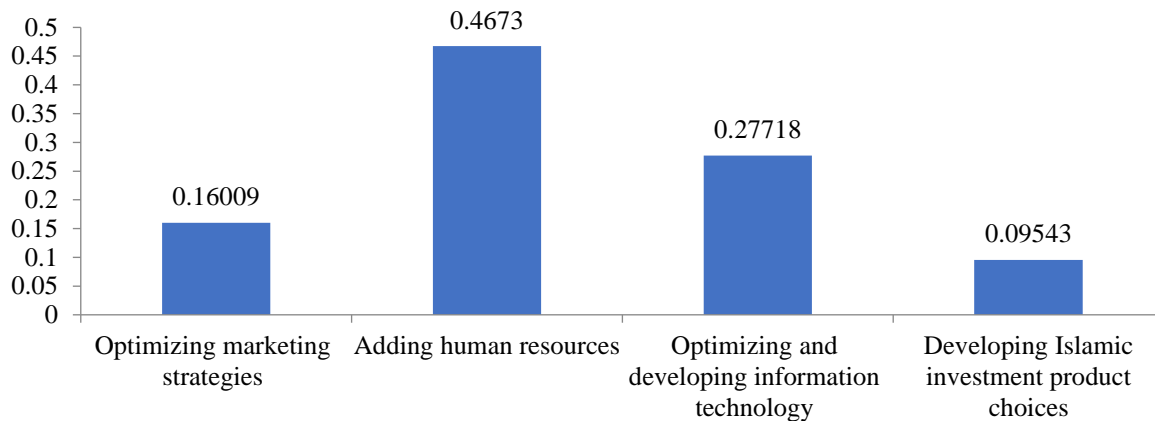 0.5
0.45
0.4
0.35
0.3
0.25
0.2
0.15
0.1
0.05
0
0.16009
0.4673
0.27718
0.09543
Optimizing marketing
strategies
Adding human resources
Optimizing and
developing information
technology
Developing Islamic
investment product
choices